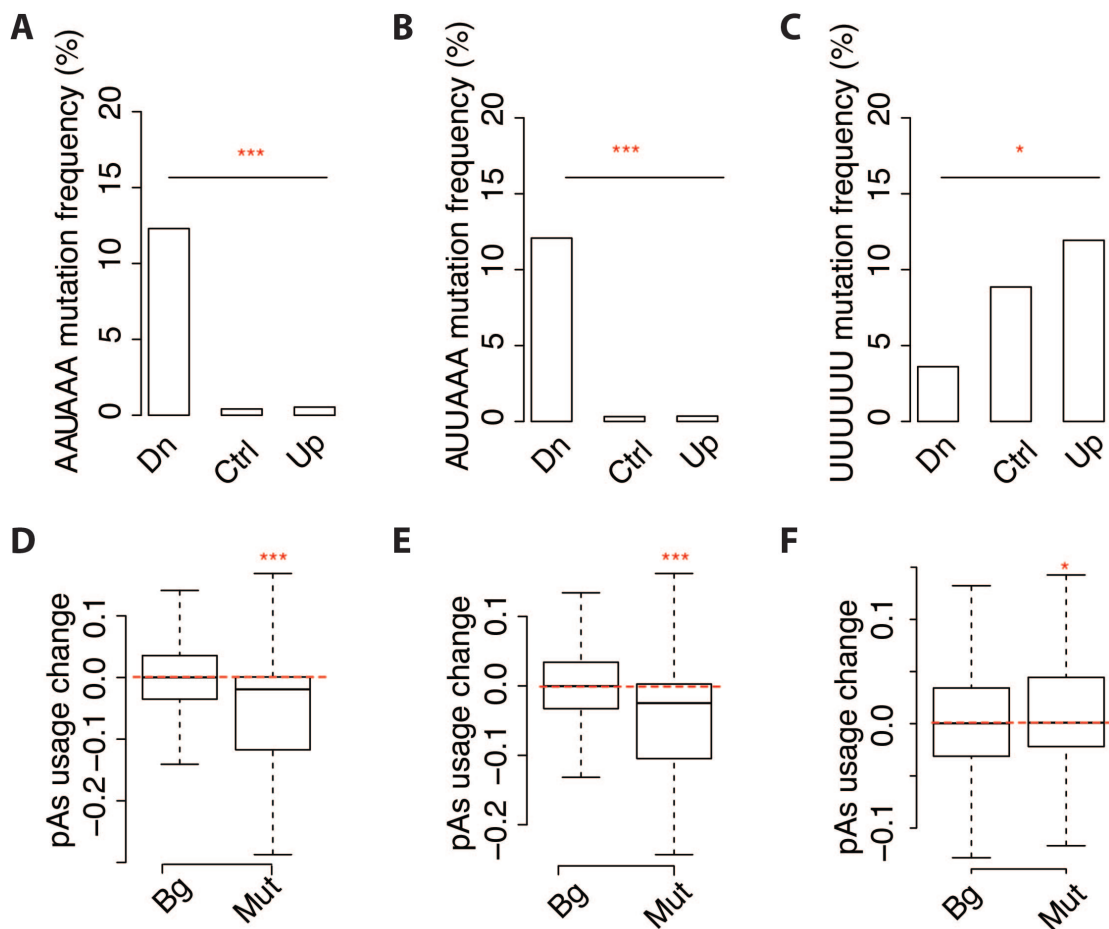 A
AAUAAA mutation frequency (%)
20
15
10
5
0
***
Dn
Ctrl
Up
B
AUUAAA mutation frequency (%)
20
15
10
5
0
***
Dn
Ctrl
Up
C
UUUUUU mutation frequency (%)
20
15
10
5
0
*
Dn
Ctrl
Up
D
pAs usage change
0.1
0.0
−0.1
−0.2
***
Bg
Mut
E
pAs usage change
0.1
0.0
−0.1
−0.2
***
Bg
Mut
F
pAs usage change
0.1
0.0
−0.1
*
Bg
Mut